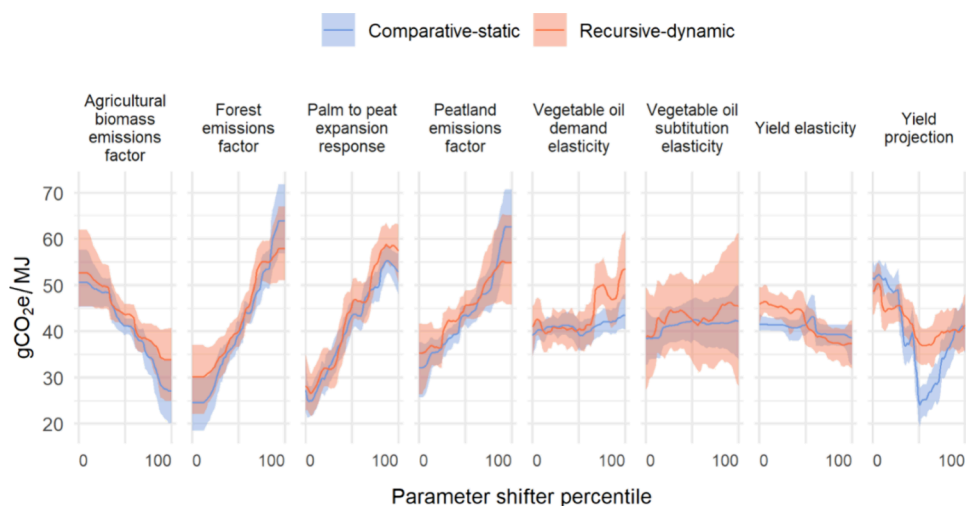 Comparative-static Recursive-dynamic
Agricultural
biomass
emissions
factor
Forest
emissions
factor
Palm to peat
expansion
response
Peatland
emissions
factor
Vegetable oil
demand
elasticity
Vegetable oil
subtitution
elasticity
Yield elasticity
Yield
projection
gCO₂e/MJ
70
60
50
40
30
20
0 100 0 100 0 100 0 100 0 100 0 100 0 100 0 100
Parameter shifter percentile